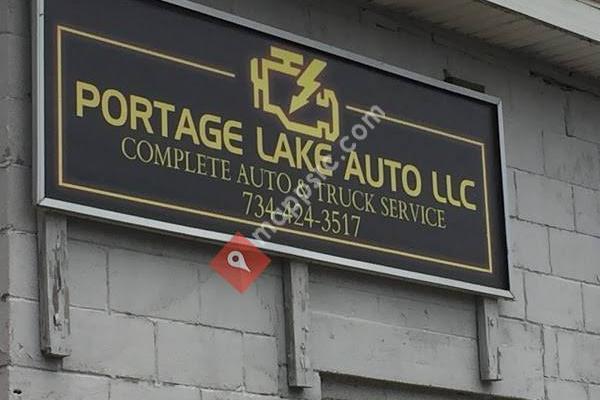 PORTAGE LAKE AUTO LLC
COMPLETE AUTO & TRUCK SERVICE
734-424-3517